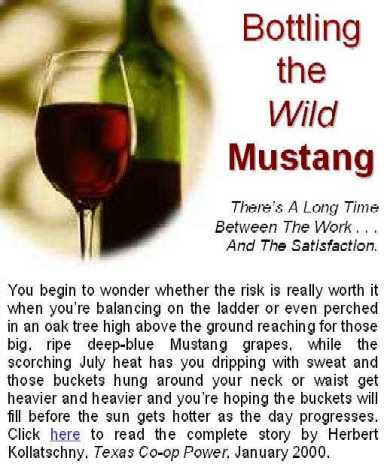 Bottling
the
Wild
Mustang
There's A Long Time
Between The Work . . .
And The Satisfaction.
You begin to wonder whether the risk is really worth it
when you're balancing on the ladder or even perched
in an oak tree high above the ground reaching for those
big, ripe deep-blue Mustang grapes, while the
scorching July heat has you dripping with sweat and
those buckets hung around your neck or waist get
heavier and heavier and you're hoping the buckets will
fill before the sun gets hotter as the day progresses.
Click here to read the complete story by Herbert
Kollatschny, Texas Co-op Power, January 2000.